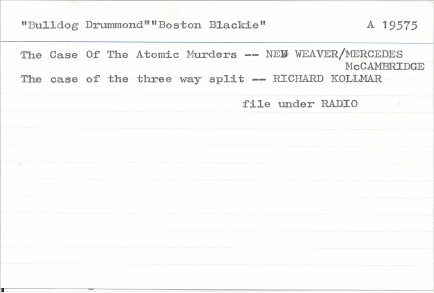 "Bulldog Drummond""Boston Blackie" A 19575
The Case Of The Atomic Murders -- NED WEAVER/MERCEDES
McCAMBRIDGE
The case of the three way split -- RICHARD KOLLMAR
file under RADIO